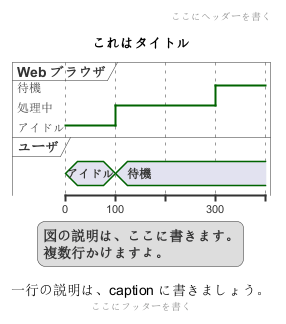 ここにヘッダーを書く
これはタイトル
Web ブラウザ
待機
処理中
アイドル
ユーザ
アイドル 待機
0 100 300
図の説明は、ここに書きます。
複数行かけますよ。
一行の説明は、caption に書きましょう。
ここにフッターを書く